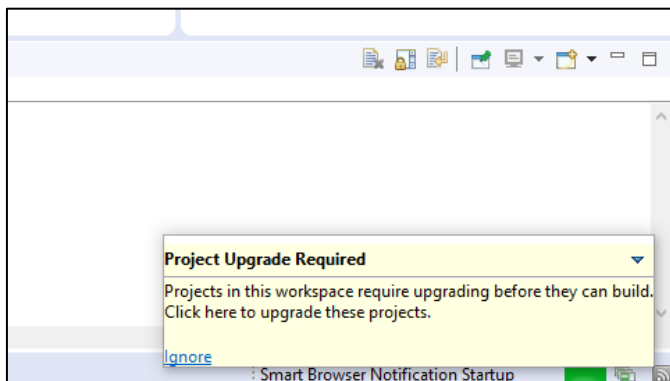 Project Upgrade Required
Projects in this workspace require upgrading before they can build.
Click here to upgrade these projects.
Ignore
: Smart Browser Notification Startup